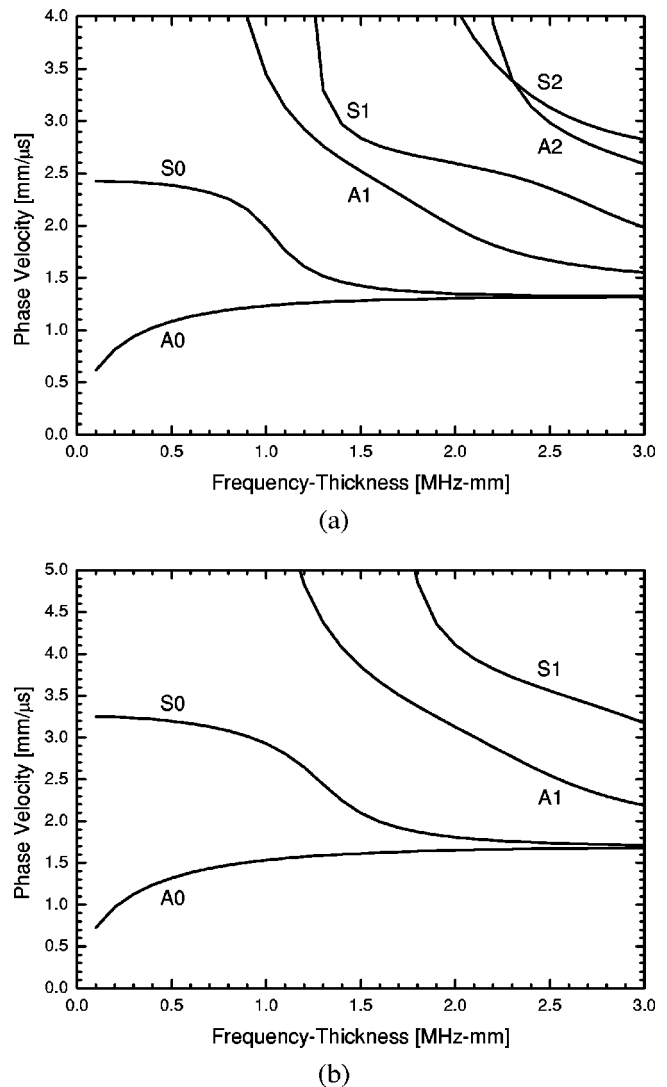 4.0
3.5
3.0
2.5
2.0
1.5
1.0
0.5
0.0
Phase Velocity [mm/μs]
S0
A0
S1
A1
S2
A2
0.0 0.5 1.0 1.5 2.0 2.5 3.0
Frequency-Thickness [MHz-mm]
(a)
5.0
4.5
4.0
3.5
3.0
2.5
2.0
1.5
1.0
0.5
0.0
Phase Velocity [mm/μs]
S0
A0
S1
A1
0.0 0.5 1.0 1.5 2.0 2.5 3.0
Frequency-Thickness [MHz-mm]
(b)